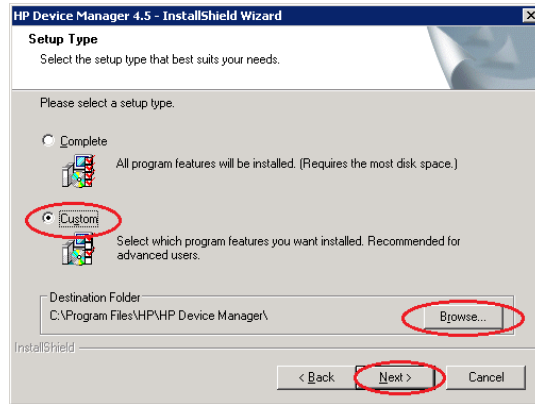 HP Device Manager 4.5 - InstallShield Wizard
Setup Type
Select the setup type that best suits your needs.
Please select a setup type.
Complete
All program features will be installed. (Requires the most disk space.)
Custom
Select which program features you want installed. Recommended for
advanced users.
Destination Folder
C:\Program Files\HP\HP Device Manager\
Browse...
InstallShield
< Back
Next >
Cancel